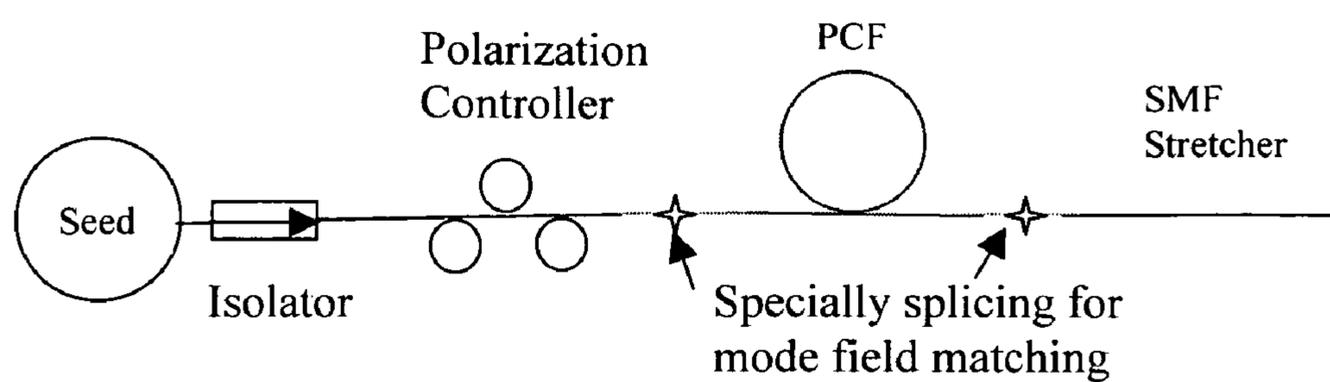 Polarization
Controller
PCF
SMF
Stretcher
Seed
Isolator
Specially splicing for
mode field matching